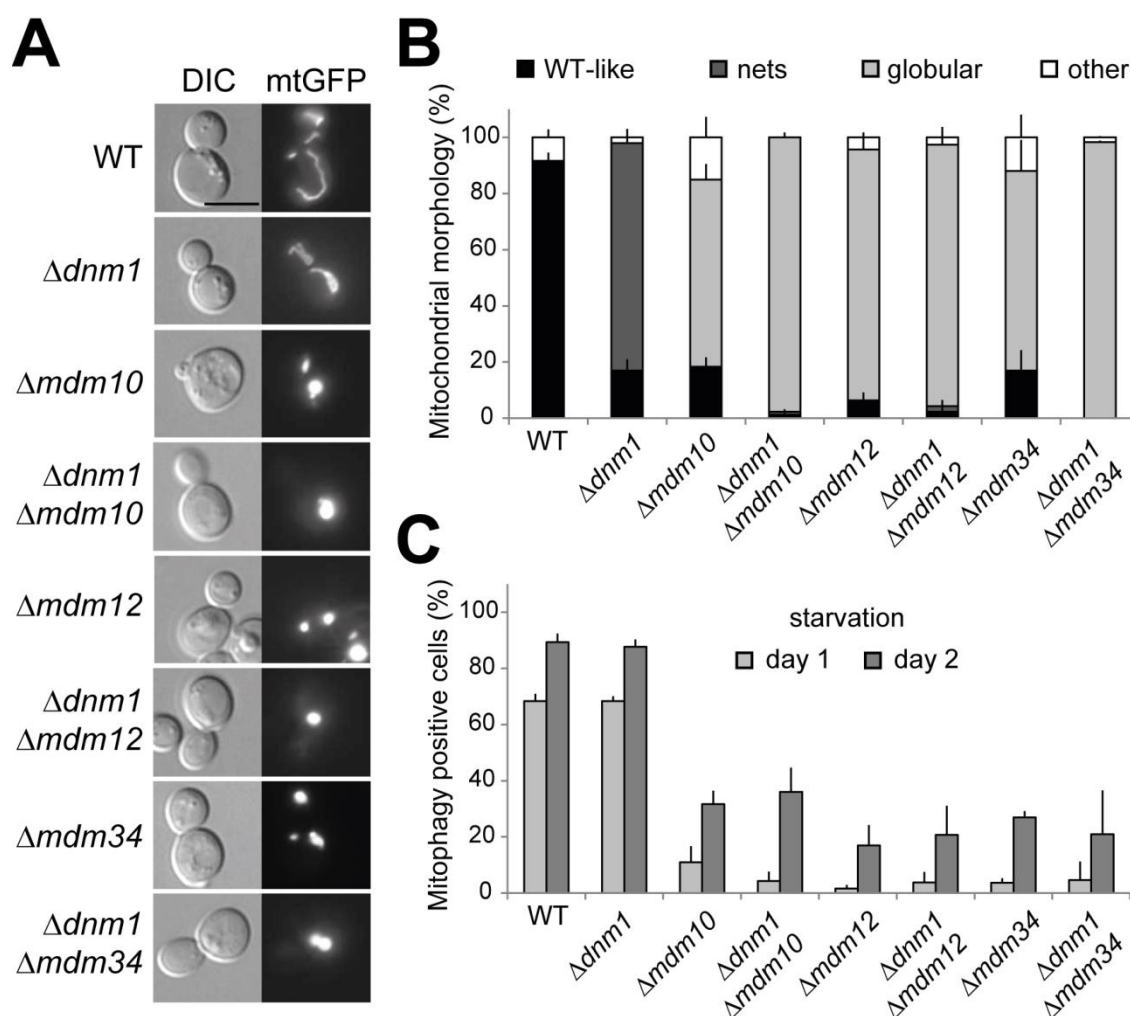 A
DIC mtGFP
WT
Δdnm1
Δmdm10
Δdnm1
Δmdm10
Δmdm12
Δdnm1
Δmdm12
Δmdm34
Δdnm1
Δmdm34
B
WT-like nets globular other
Mitochondrial morphology (%)
100
80
60
40
20
0
WT
Δdnm1
Δmdm10
Δdnm1
Δmdm10
Δmdm12
Δdnm1
Δmdm12
Δmdm34
Δdnm1
Δmdm34
C
Mitophagy positive cells (%)
100
80
60
40
20
0
starvation
day 1 day 2
WT
Δdnm1
Δmdm10
Δdnm1
Δmdm10
Δmdm12
Δdnm1
Δmdm12
Δmdm34
Δdnm1
Δmdm34